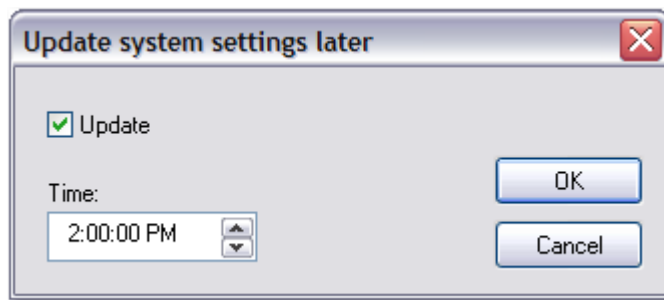 Update system settings later
Update
Time:
2:00:00 PM
OK
Cancel